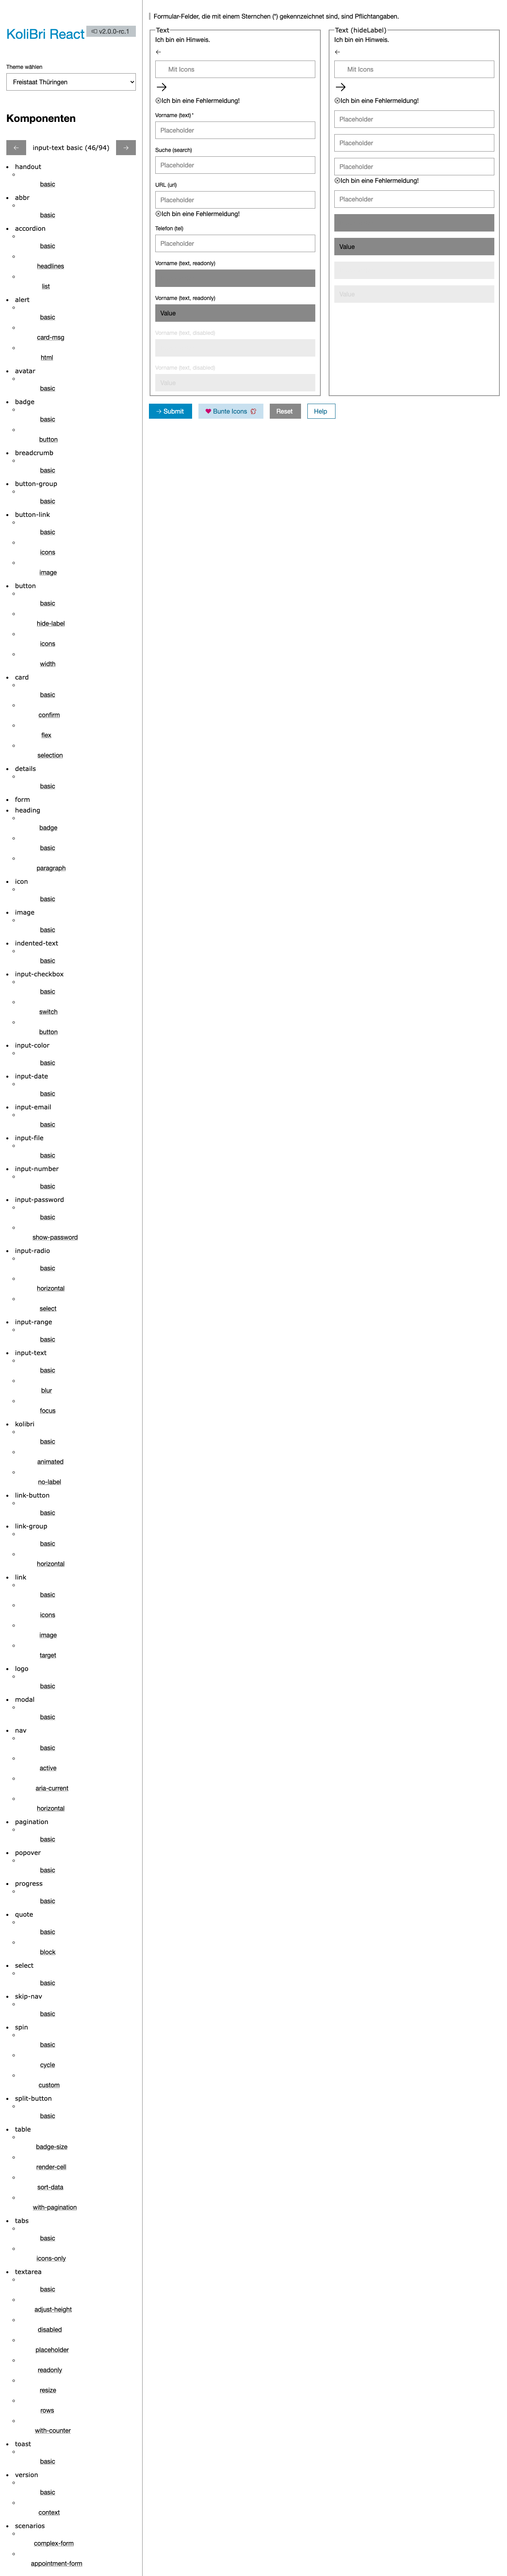 KoliBri React
v2.0.0-rc.1
Theme wählen
Freistaat Thüringen
Komponenten
input-text basic (46/94)
handout
basic
abbr
basic
accordion
basic
headlines
list
alert
basic
card-msg
html
avatar
basic
badge
basic
button
breadcrumb
basic
button-group
basic
button-link
basic
icons
image
button
basic
hide-label
icons
width
card
basic
confirm
flex
selection
details
basic
form
heading
badge
basic
paragraph
icon
basic
image
basic
indented-text
basic
input-checkbox
basic
switch
button
input-color
basic
input-date
basic
input-email
basic
input-file
basic
input-number
basic
input-password
basic
show-password
input-radio
basic
horizontal
select
input-range
basic
input-text
basic
blur
focus
kolibri
basic
animated
no-label
link-button
basic
link-group
basic
horizontal
link
basic
icons
image
target
logo
basic
modal
basic
nav
basic
active
aria-current
horizontal
pagination
basic
popover
basic
progress
basic
quote
basic
block
select
basic
skip-nav
basic
spin
basic
cycle
custom
split-button
basic
table
badge-size
render-cell
sort-data
with-pagination
tabs
basic
icons-only
textarea
basic
adjust-height
disabled
placeholder
readonly
resize
rows
with-counter
toast
basic
version
basic
context
scenarios
complex-form
appointment-form
Formular-Felder, die mit einem Sternchen (*) gekennzeichnet sind, sind Pflichtangaben.
Text
Ich bin ein Hinweis.
Mit Icons
Ich bin eine Fehlermeldung!
Vorname (text)*
Placeholder
Suche (search)
Placeholder
URL (url)
Placeholder
Ich bin eine Fehlermeldung!
Telefon (tel)
Placeholder
Vorname (text, readonly)
Vorname (text, readonly)
Value
Vorname (text, disabled)
Vorname (text, disabled)
Value
Text (hideLabel)
Ich bin ein Hinweis.
Mit Icons
Ich bin eine Fehlermeldung!
Placeholder
Placeholder
Placeholder
Ich bin eine Fehlermeldung!
Placeholder
Value
Value
Submit
Bunte Icons
Reset
Help